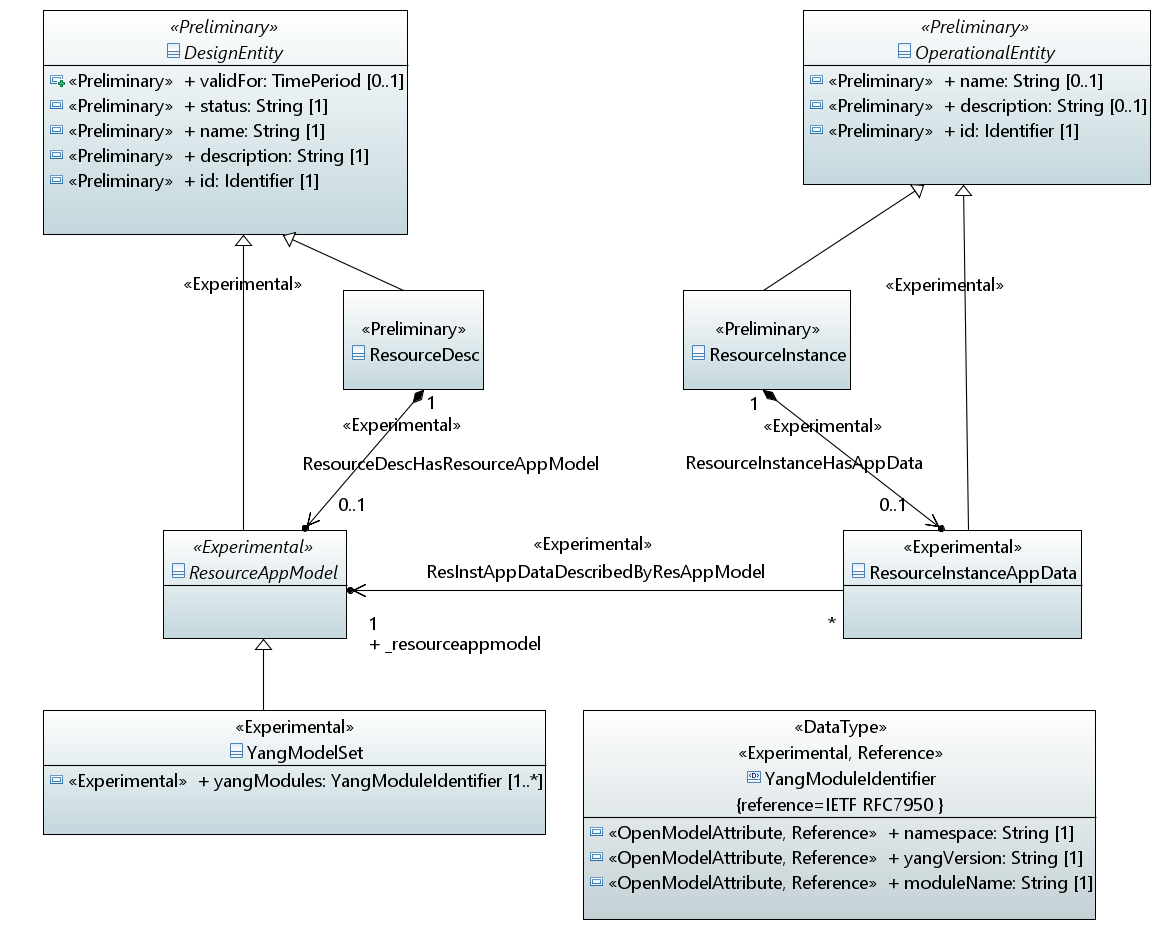 «Preliminary»
DesignEntity
«Preliminary» + validFor: TimePeriod [0..1]
«Preliminary» + status: String [1]
«Preliminary» + name: String [1]
«Preliminary» + description: String [1]
«Preliminary» + id: Identifier [1]
«Preliminary»
OperationalEntity
«Preliminary» + name: String [0..1]
«Preliminary» + description: String [0..1]
«Preliminary» + id: Identifier [1]
«Experimental»
«Experimental»
«Preliminary»
ResourceDesc
«Preliminary»
ResourceInstance
1
«Experimental»
ResourceDescHasResourceAppModel
0..1
1
«Experimental»
ResourceInstanceHasAppData
0..1
«Experimental»
ResourceAppModel
«Experimental»
ResInstAppDataDescribedByResAppModel
1
+ _resourceappmodel
*
«Experimental»
ResourceInstanceAppData
«Experimental»
YangModelSet
«Experimental» + yangModules: YangModuleIdentifier [1..*]
«DataType»
«Experimental, Reference»
YangModuleIdentifier
{reference=IETF RFC7950 }
«OpenModelAttribute, Reference» + namespace: String [1]
«OpenModelAttribute, Reference» + yangVersion: String [1]
«OpenModelAttribute, Reference» + moduleName: String [1]